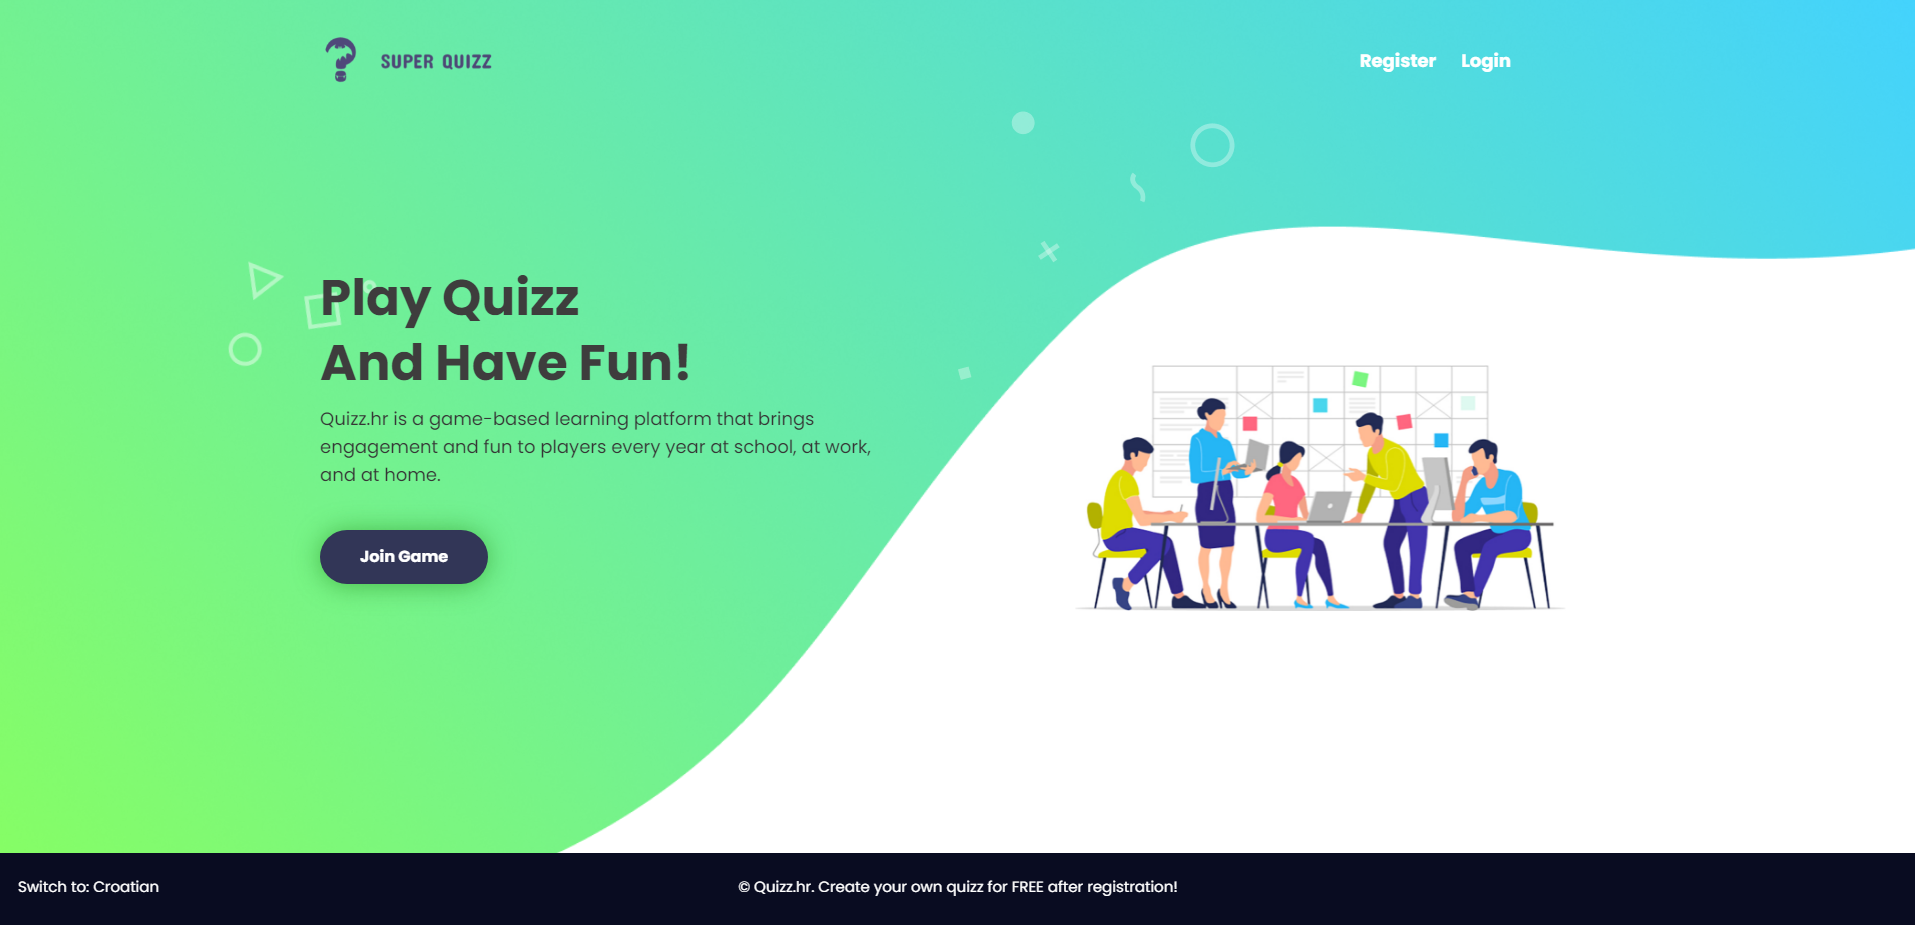 SUPER QUIZZ
Register Login
Play Quizz
And Have Fun!
Quizz.hr is a game-based learning platform that brings
engagement and fun to players every year at school, at work,
and at home.
Join Game
Switch to: Croatian
© Quizz.hr. Create your own quizz for FREE after registration!